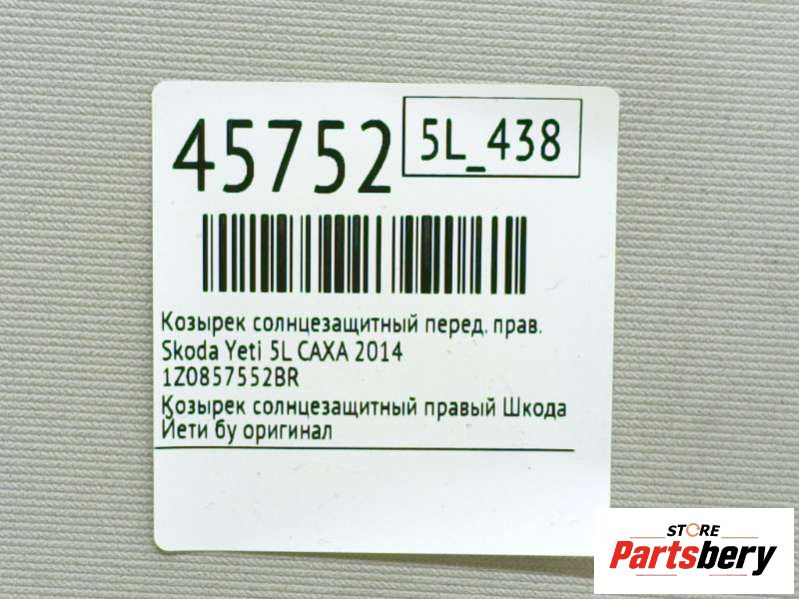 45752
5L_438
Козырек солнцезащитный перед. прав.
Skoda Yeti 5L CAXA 2014
1Z0857552BR
Козырек солнцезащитный правый Шкода
Йети бу оригинал
STORE
Partsbery